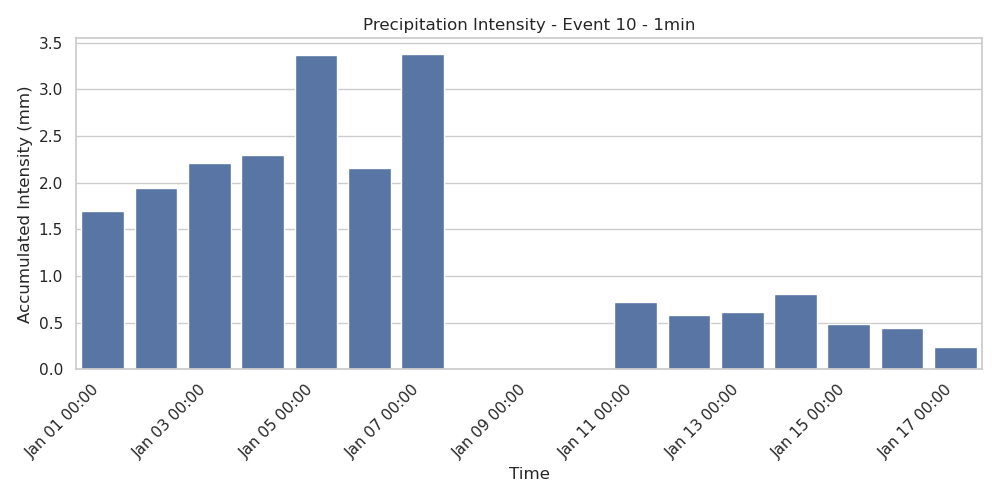 Precipitation Intensity - Event 10 - 1min
Accumulated Intensity (mm)
3.5
3.0
2.5
2.0
1.5
1.0
0.5
0.0
Jan 01 00:00
Jan 03 00:00
Jan 05 00:00
Jan 07 00:00
Jan 09 00:00
Jan 11 00:00
Jan 13 00:00
Jan 15 00:00
Jan 17 00:00
Time